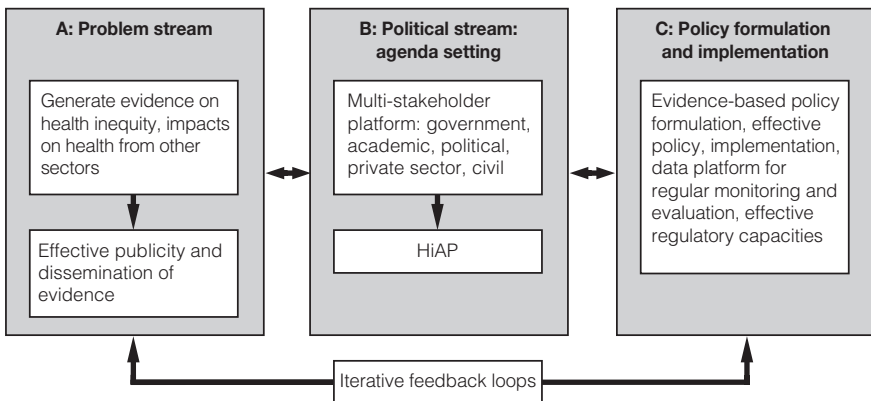 A: Problem stream
Generate evidence on
health inequity, impacts
on health from other
sectors
Effective publicity and
dissemination of
evidence
B: Political stream:
agenda setting
Multi-stakeholder
platform: government,
academic, political,
private sector, civil
HiAP
C: Policy formulation
and implementation
Evidence-based policy
formulation, effective
policy, implementation,
data platform for
regular monitoring and
evaluation, effective
regulatory capacities
Iterative feedback loops